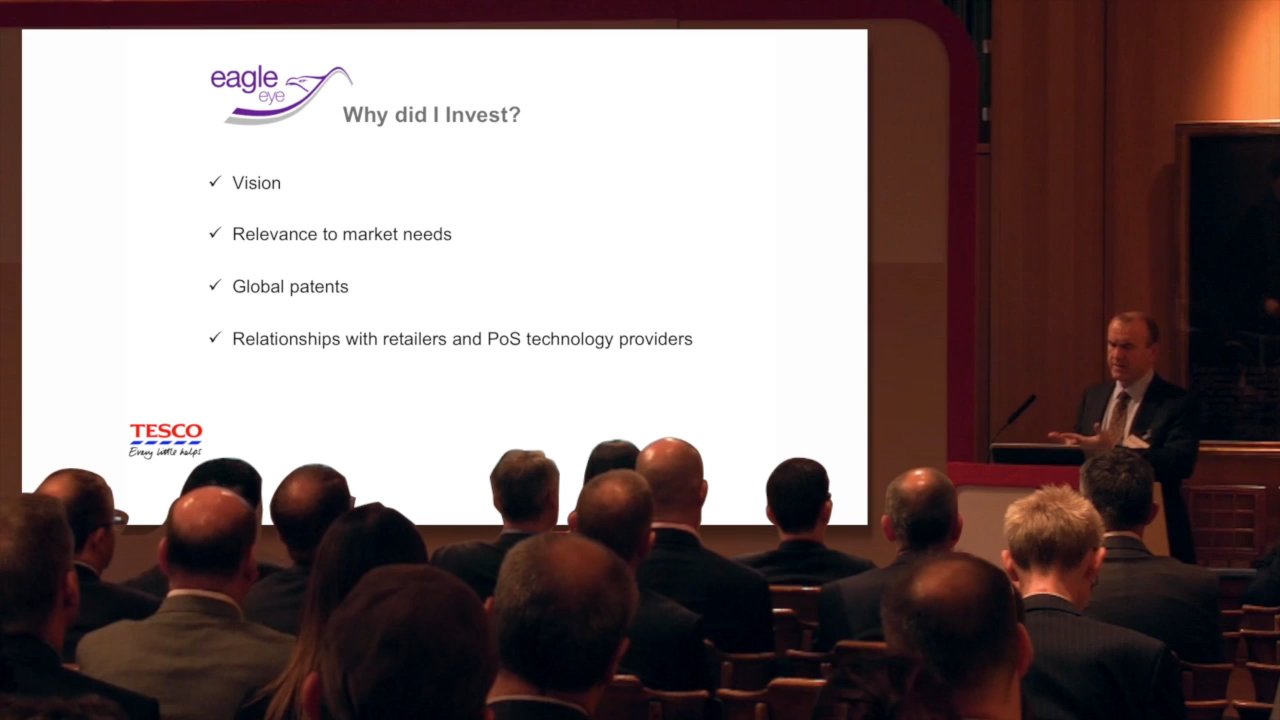 eagle
eye
Why did I Invest?
✓ Vision
✓ Relevance to market needs
✓ Global patents
✓ Relationships with retailers and PoS technology providers
TESCO
Every little helps